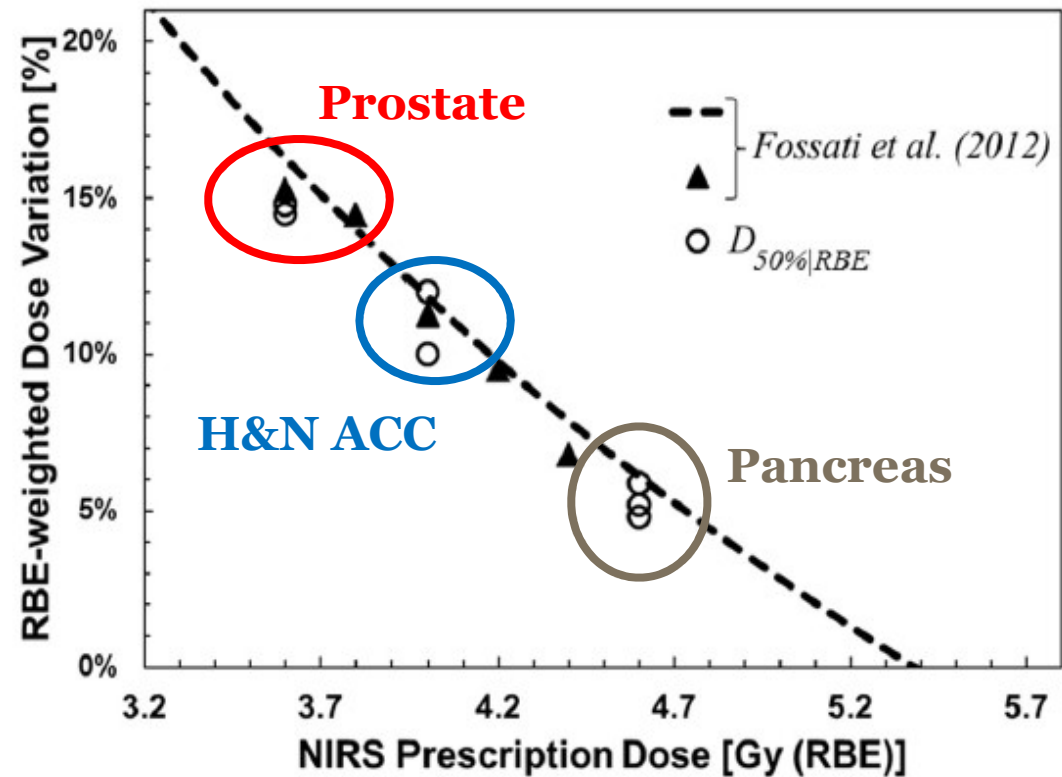 RBE-weighted Dose Variation [%]
20%
15%
10%
5%
0%
Prostate
H&N ACC
Pancreas
Fossati et al. (2012)
D50%|RBE
3.2 3.7 4.2 4.7 5.2 5.7
NIRS Prescription Dose [Gy (RBE)]